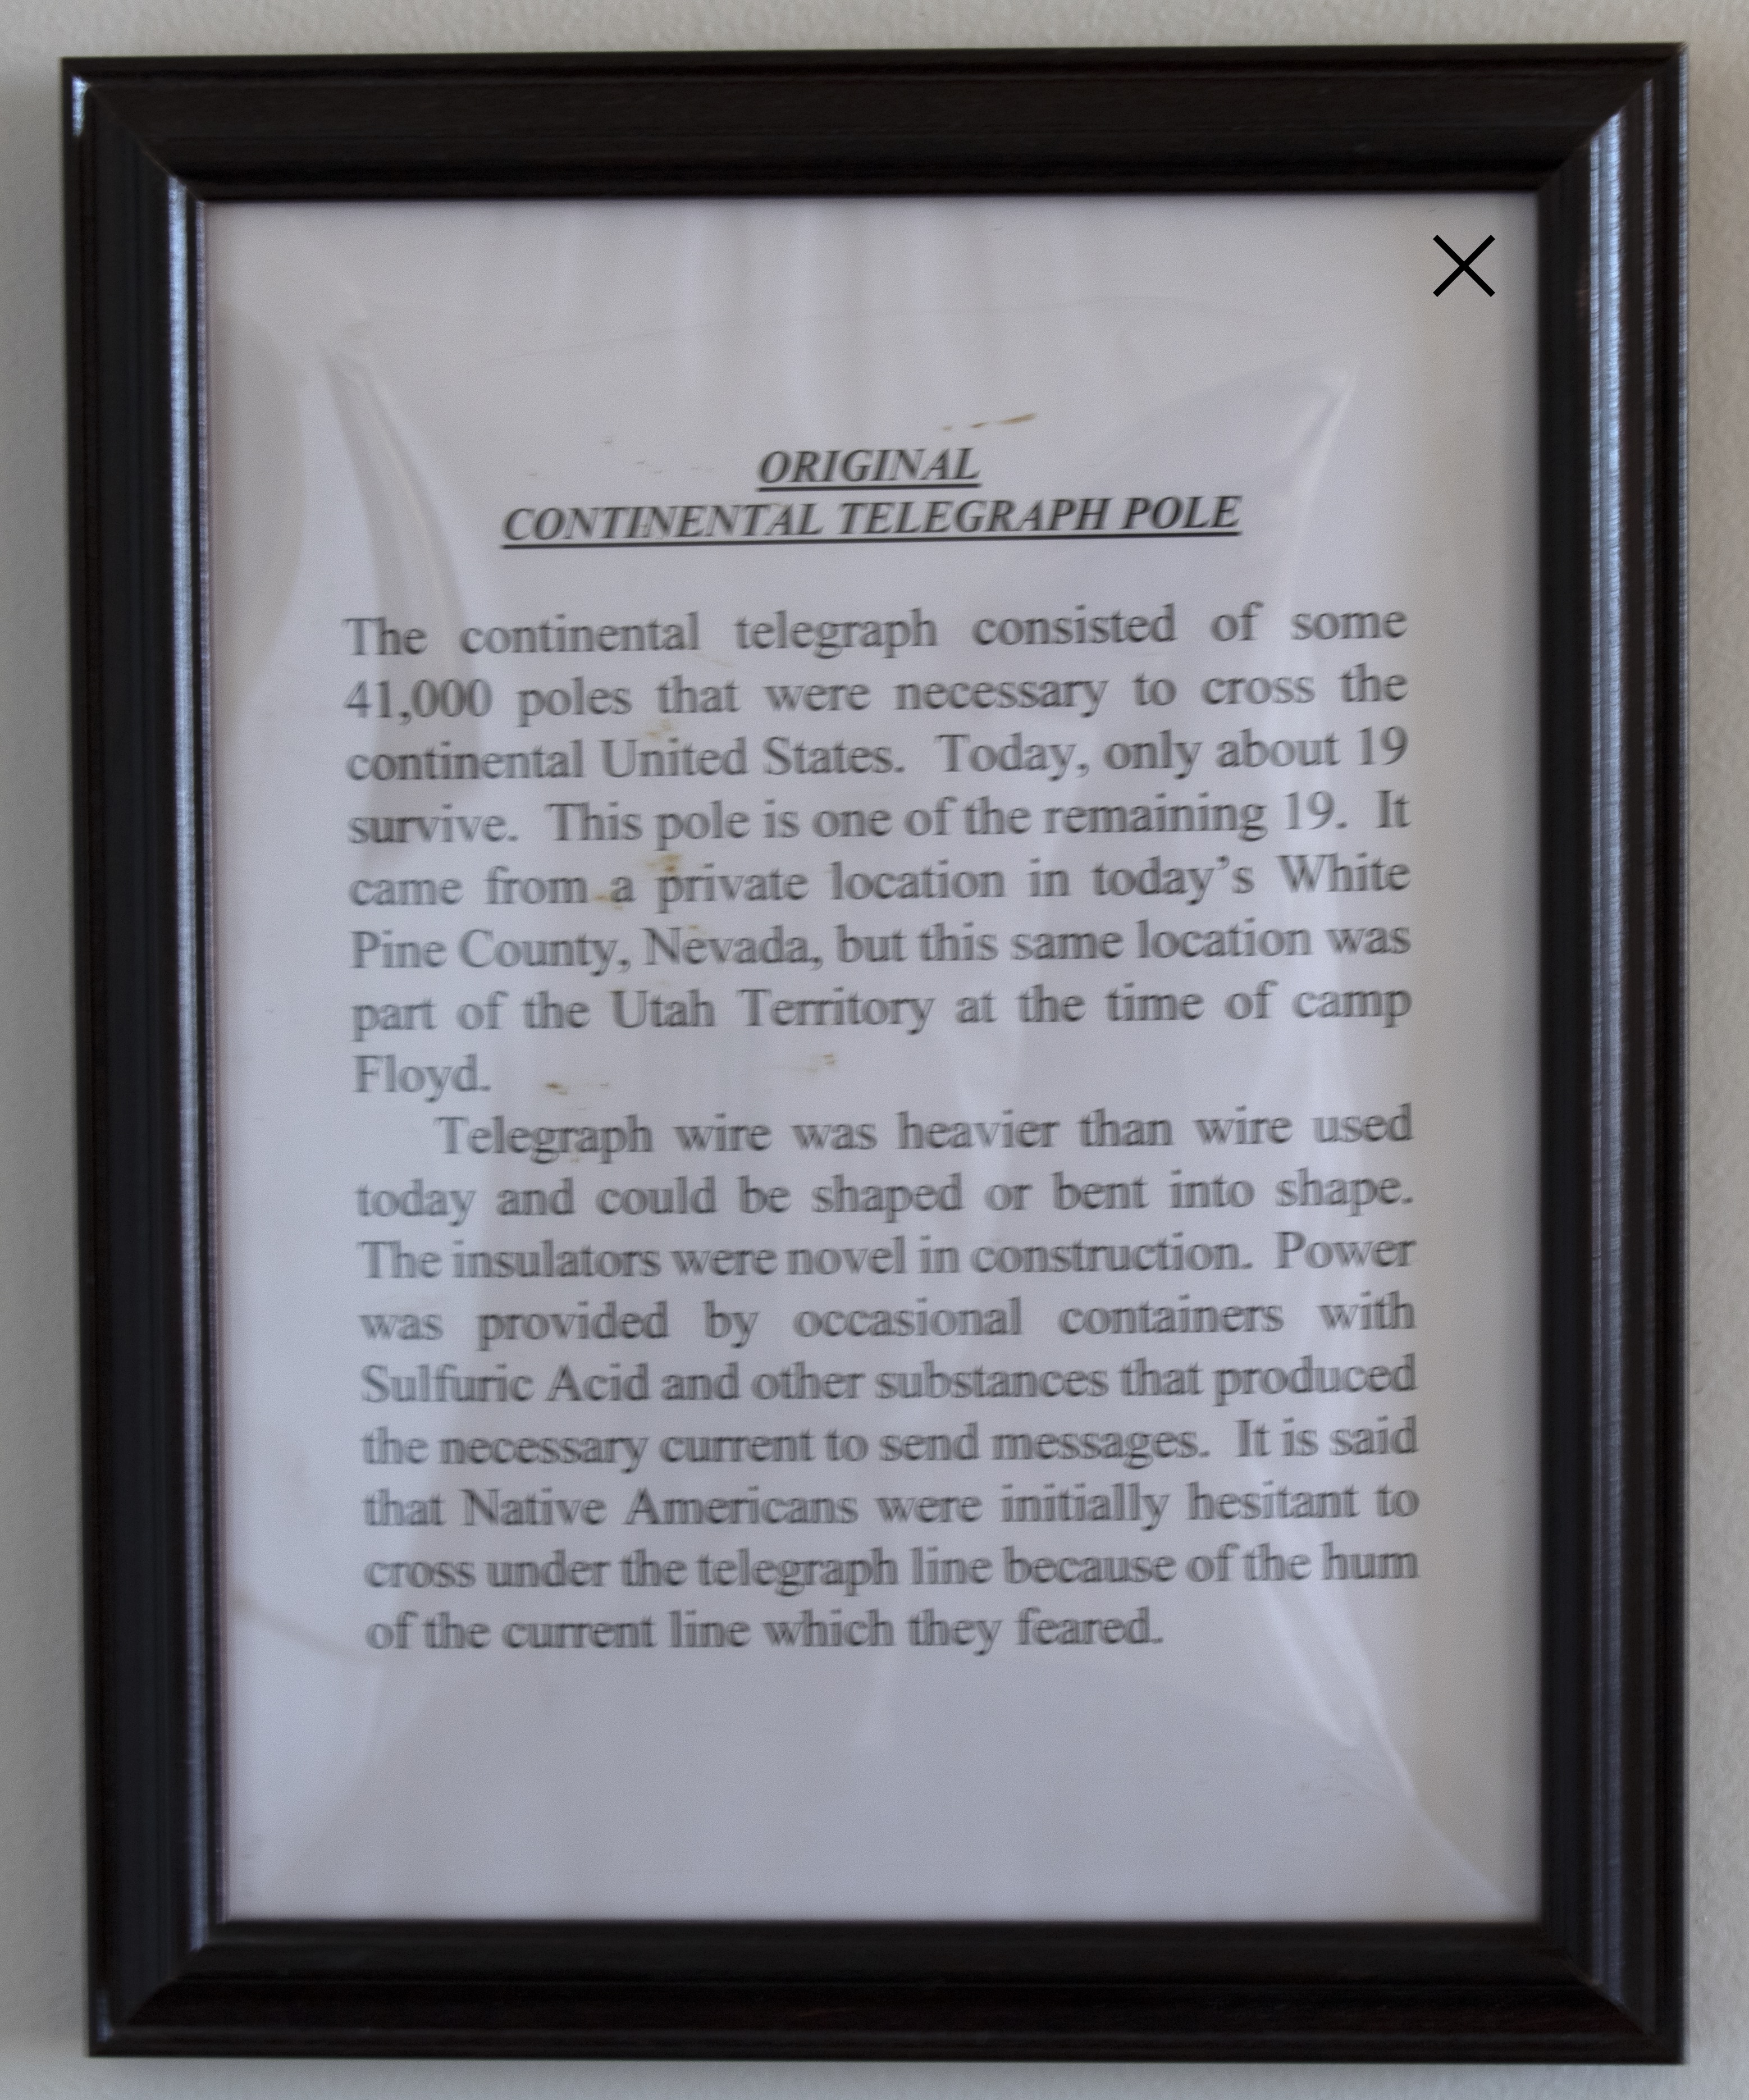 ORIGINAL
CONTINENTAL TELEGRAPH POLE
The continental telegraph consisted of some
41,000 poles that were necessary to cross the
continental United States. Today, only about 19
survive. This pole is one of the remaining 19. It
came from a private location in today’s White
Pine County, Nevada, but this same location was
part of the Utah Territory at the time of camp
Floyd.
Telegraph wire was heavier than wire used
today and could be shaped or bent into shape.
The insulators were novel in construction. Power
was provided by occasional containers with
Sulfuric Acid and other substances that produced
the necessary current to send messages. It is said
that Native Americans were initially hesitant to
cross under the telegraph line because of the hum
of the current line which they feared.